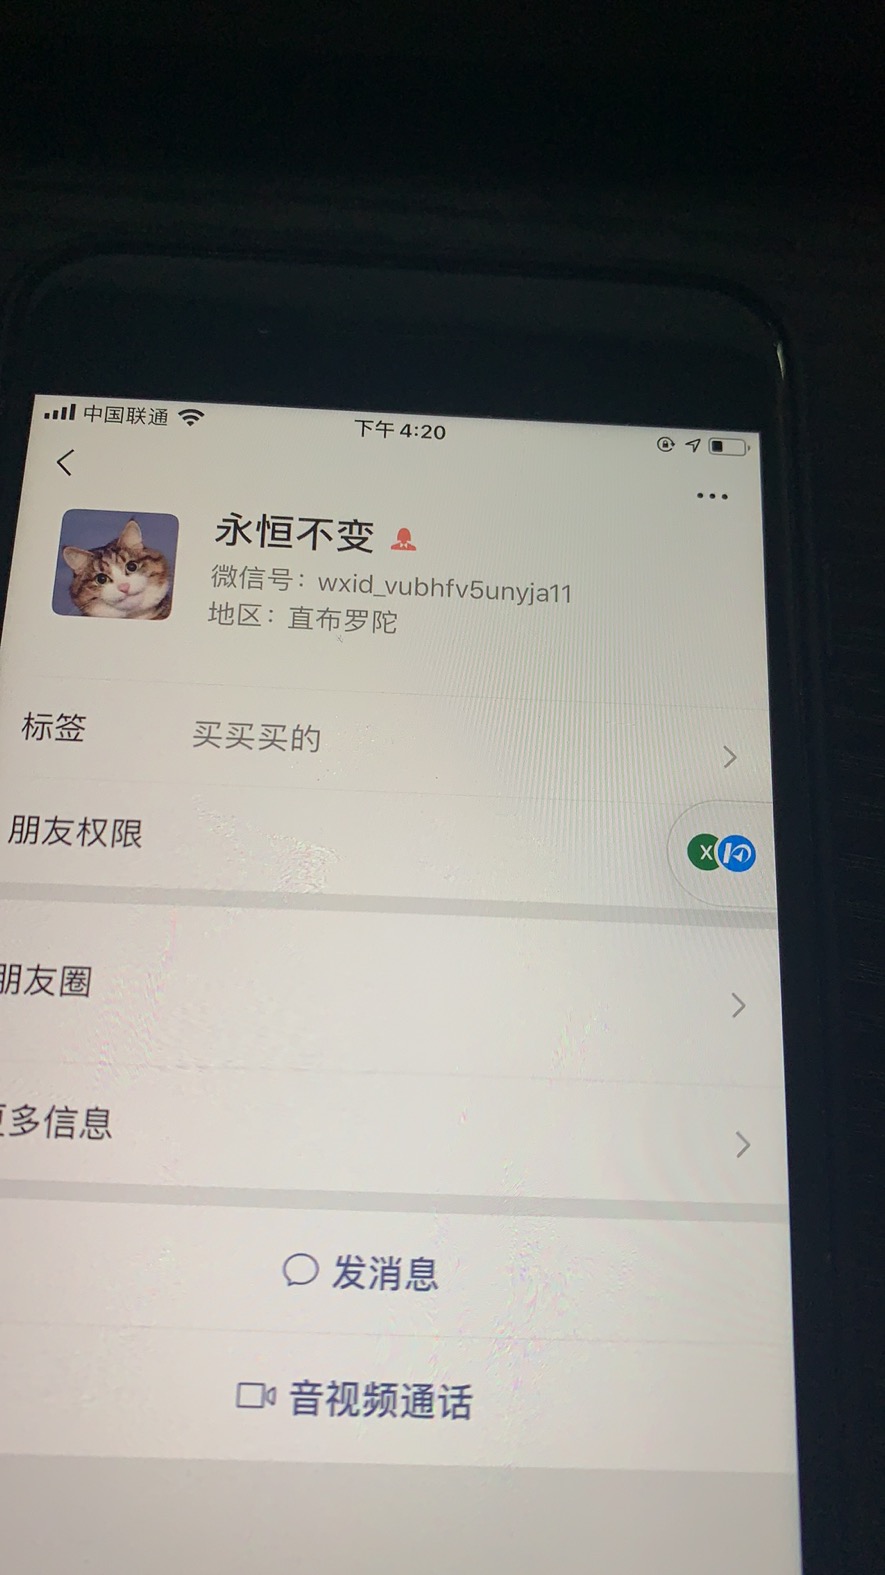 中国联通
下午4:20
永恒不变
微信号：wxid_vubhfv5unyja11
地区：直布罗陀
标签 买买买的
朋友权限
X
朋友圈
更多信息
发消息
音视频通话